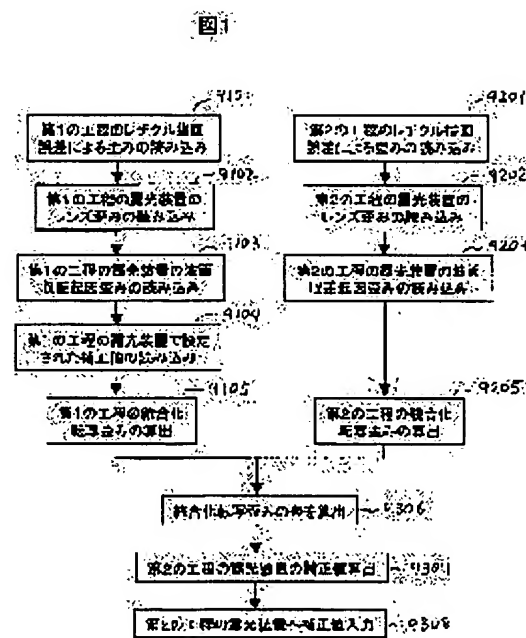 図1
9101
第1の工程のレチクル描画
誤差による歪みの読み込み
9102
第1の工程の露光装置の
レンズ歪みの読み込み
9103
第1の工程の露光装置の
歪みの読み込み
9104
第1の工程の露光装置で設定
された補正値の読み込み
9105
第1の工程の統合化
転写歪みの算出
9201
第2の工程のレチクル描画
誤差による歪みの読み込み
9202
第2の工程の露光装置の
レンズ歪みの読み込み
第2の工程の露光装置の
歪みの読み込み
9205
第2の工程の統合化
転写歪みの算出
統合化転写歪みの差を算出
9306
第2の工程の露光装置の補正値算出
第2の工程の露光装置へ補正値入力
9308